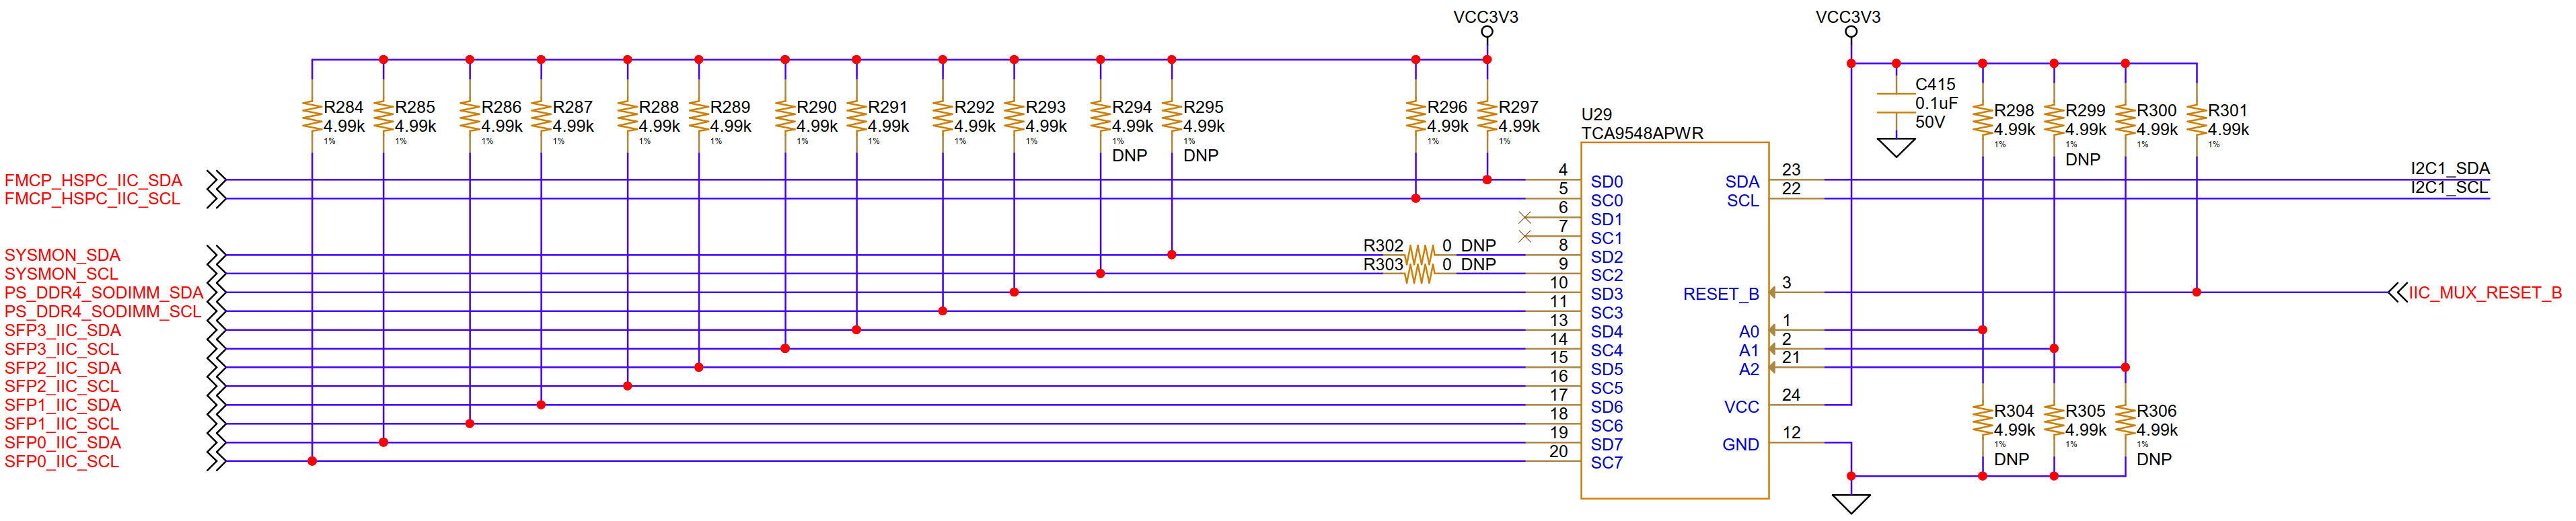 VCC3V3
VCC3V3
R284
4.99k
1%
R285
4.99k
1%
R286
4.99k
1%
R287
4.99k
1%
R288
4.99k
1%
R289
4.99k
1%
R290
4.99k
1%
R291
4.99k
1%
R292
4.99k
1%
R293
4.99k
1%
R294
4.99k
1%
DNP
R295
4.99k
1%
DNP
R296
4.99k
1%
R297
4.99k
1%
C415
0.1uF
50V
R298
4.99k
1%
R299
4.99k
1%
DNP
R300
4.99k
1%
R301
4.99k
1%
U29
TCA9548APWR
FMCP_HSPC_IIC_SDA
FMCP_HSPC_IIC_SCL
SYSMON_SDA
SYSMON_SCL
PS_DDR4_SODIMM_SDA
PS_DDR4_SODIMM_SCL
SFP3_IIC_SDA
SFP3_IIC_SCL
SFP2_IIC_SDA
SFP2_IIC_SCL
SFP1_IIC_SDA
SFP1_IIC_SCL
SFP0_IIC_SDA
SFP0_IIC_SCL
R302 0 DNP
R303 0 DNP
4 SD0
5 SC0
6 SD1
7 SC1
8 SD2
9 SC2
10 SD3
11 SC3
13 SD4
14 SC4
15 SD5
16 SC5
17 SD6
18 SC6
19 SD7
20 SC7
SDA 23
SCL 22
RESET_B 3
A0 1
A1 2
A2 21
VCC 24
GND 12
I2C1_SDA
I2C1_SCL
IIC_MUX_RESET_B
R304
4.99k
1%
DNP
R305
4.99k
1%
R306
4.99k
1%
DNP